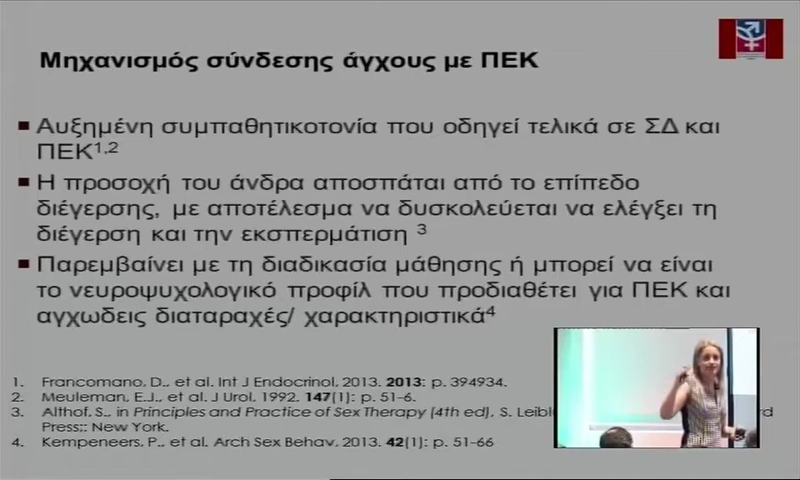 Μηχανισμός σύνδεσης άγχους με ΠΕΚ
Αυξημένη συμπαθητικοτονία που οδηγεί τελικά σε ΣΔ και
ΠΕΚ1,2
Η προσοχή του άνδρα αποσπάται από το επίπεδο
διέγερσης, με αποτέλεσμα να δυσκολεύεται να ελέγξει τη
διέγερση και την εκσπερμάτιση 3
Παρεμβαίνει με τη διαδικασία μάθησης ή μπορεί να είναι
το νευροψυχολογικό προφίλ που προδιαθέτει για ΠΕΚ και
αγχωδεις διαταραχές/ χαρακτηριστικά4
1. Francomano, D., et al. Int J Endocrinol, 2013. 2013: p. 394934.
2. Meuleman, E.J., et al. J Urol, 1992. 147(1): p. 51-6.
3. Althof, S., in Principles and Practice of Sex Therapy (4th ed), S.
Press;: New York.
4. Kempeneers, P., et al. Arch Sex Behav, 2013. 42(1): p. 51-66